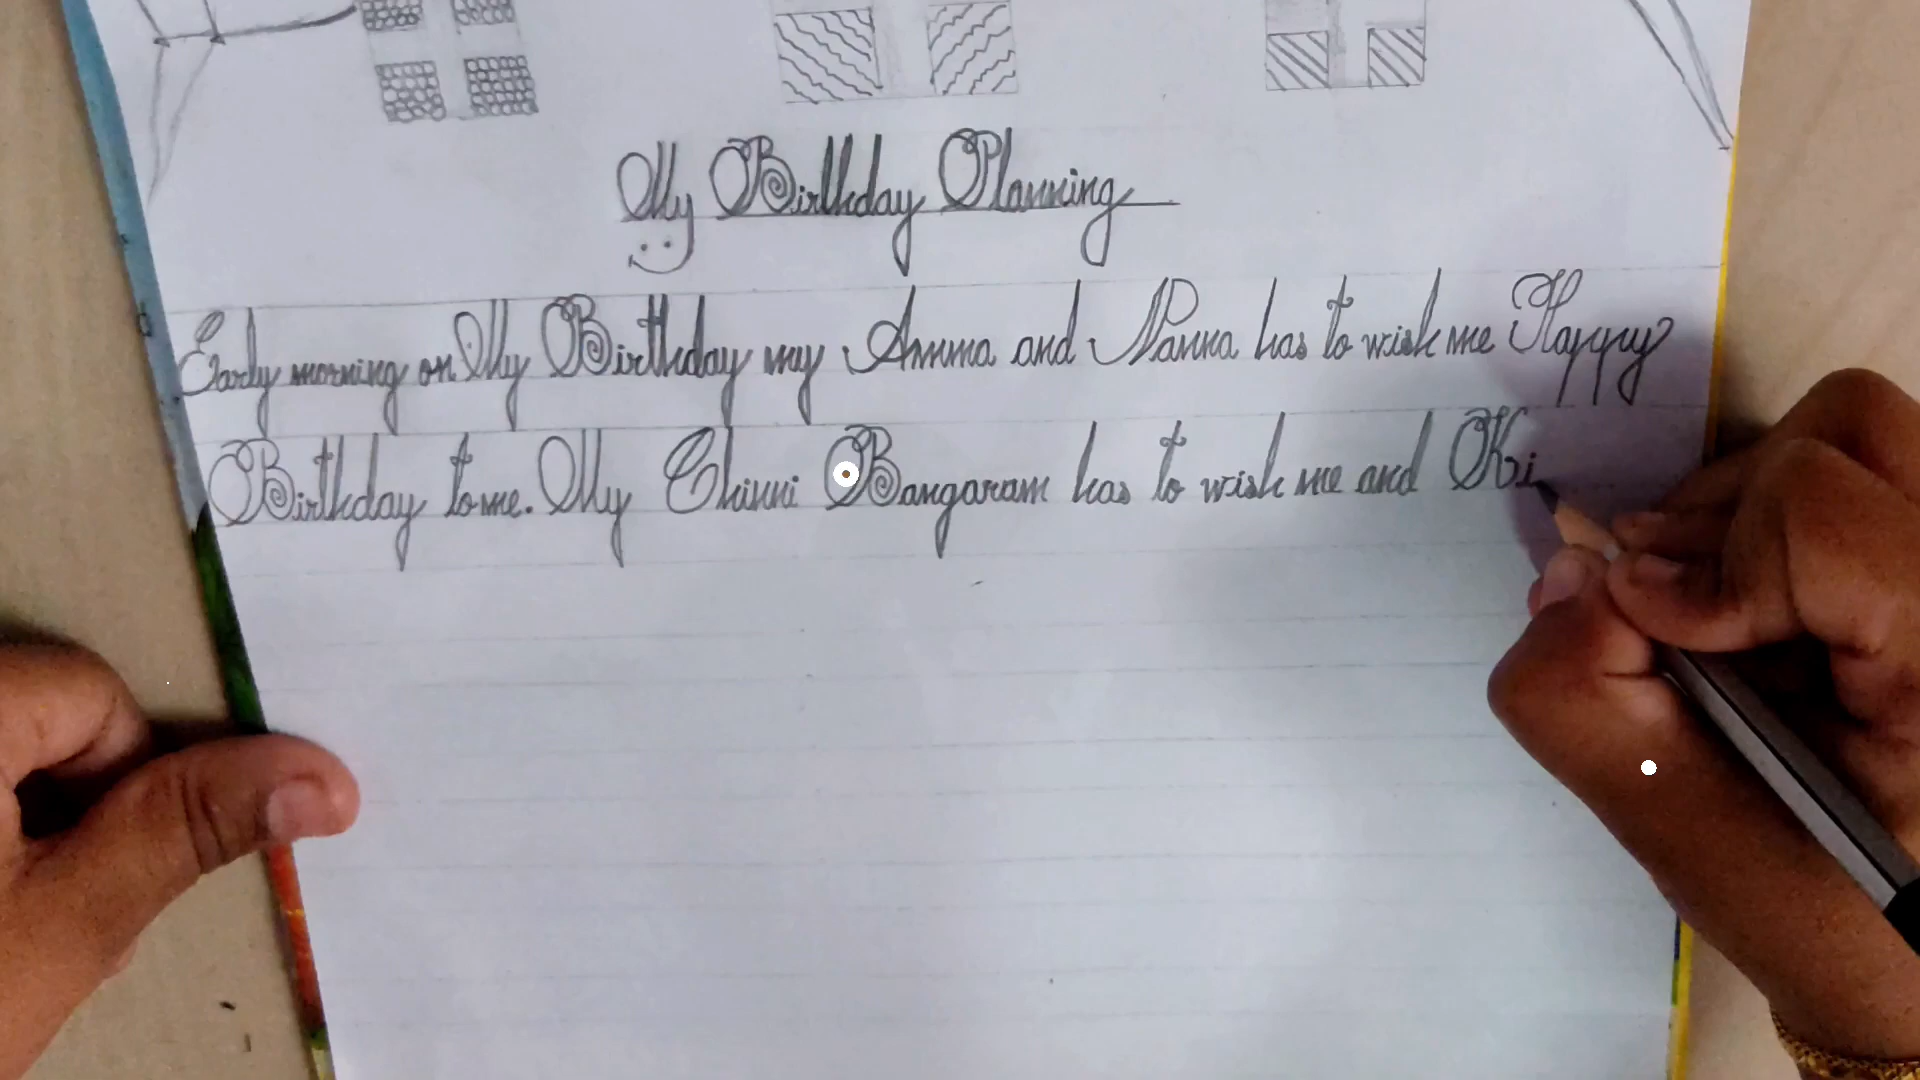 My Birthday Planning
Early morning on My Birthday my Amma and Nanna has to wish me Happy
Birthday to me. My Chinni Bangaram has to wish me and Ki